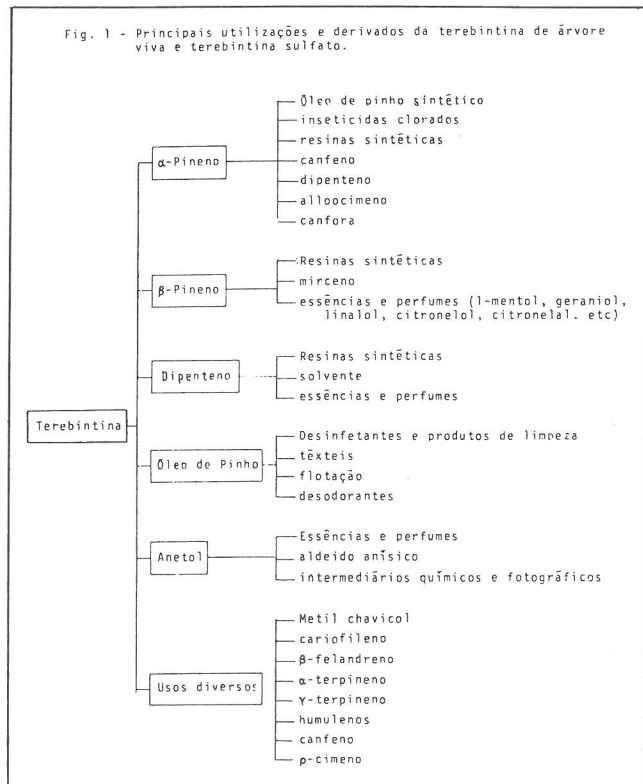 Fig. 1 - Principais utilizações e derivados da terebintina de árvore
viva e terebintina sulfato.
Terebintina
α-Pineno
Óleo de pinho sintético
inseticidas clorados
resinas sintéticas
canfeno
dipenteno
alloocimeno
canfora
β-Pineno
Resinas sintéticas
mirceno
essências e perfumes (l-mentol, geraniol,
linalol, citronelol, citronelal. etc)
Dipenteno
Resinas sintéticas
solvente
essências e perfumes
Óleo de Pinho
Desinfetantes e produtos de limpeza
têxteis
flotação
desodorantes
Anetol
Essências e perfumes
aldeido anísico
intermediários químicos e fotográficos
Usos diversos
Metil chavicol
cariofileno
β-felandreno
α-terpineno
γ-terpineno
humulenos
canfeno
p-cimeno